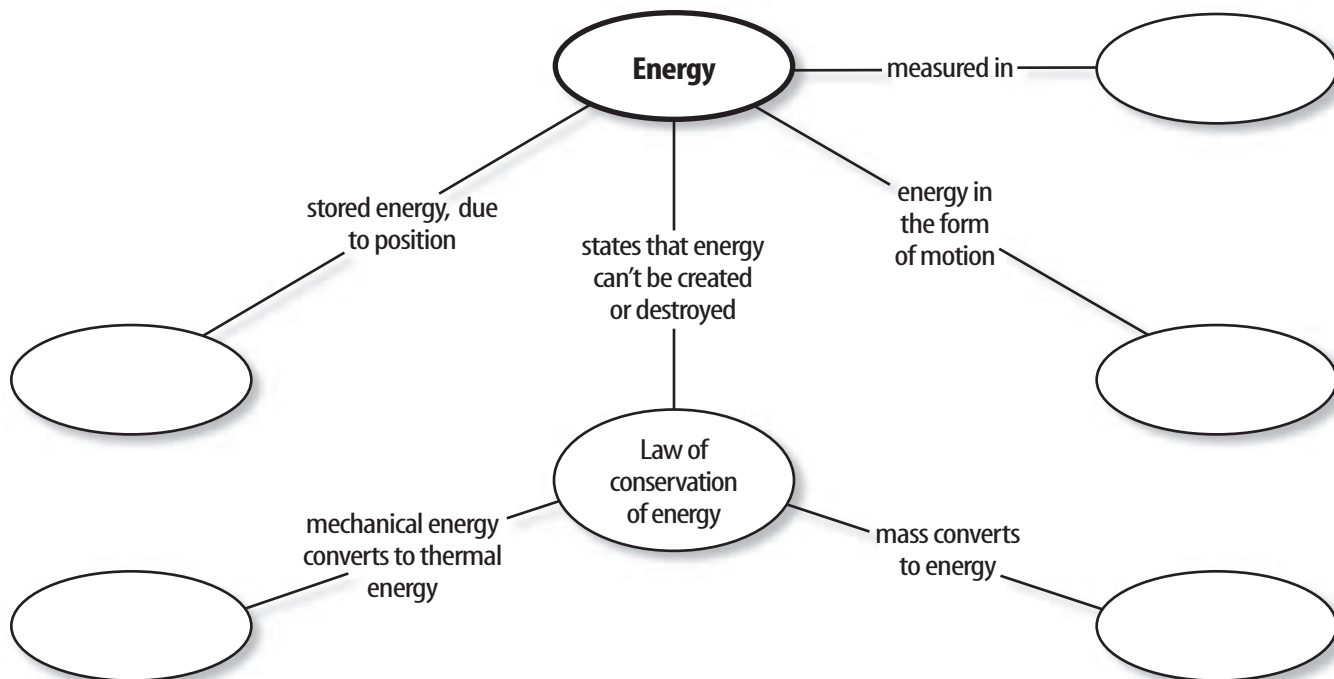 Energy
measured in
stored energy, due
to position
states that energy
can't be created
or destroyed
energy in
the form
of motion
Law of
conservation
of energy
mechanical energy
converts to thermal
energy
mass converts
to energy